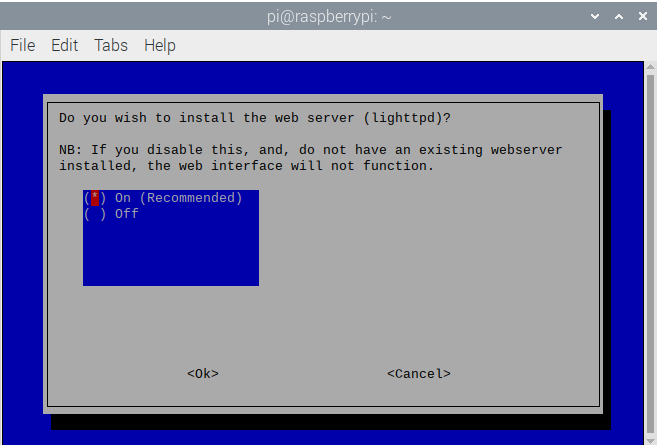 pi@raspberrypi: ~
File Edit Tabs Help
Do you wish to install the web server (lighttpd)?
NB: If you disable this, and, do not have an existing webserver
installed, the web interface will not function.
(*) On (Recommended)
( ) Off
<Ok> <Cancel>